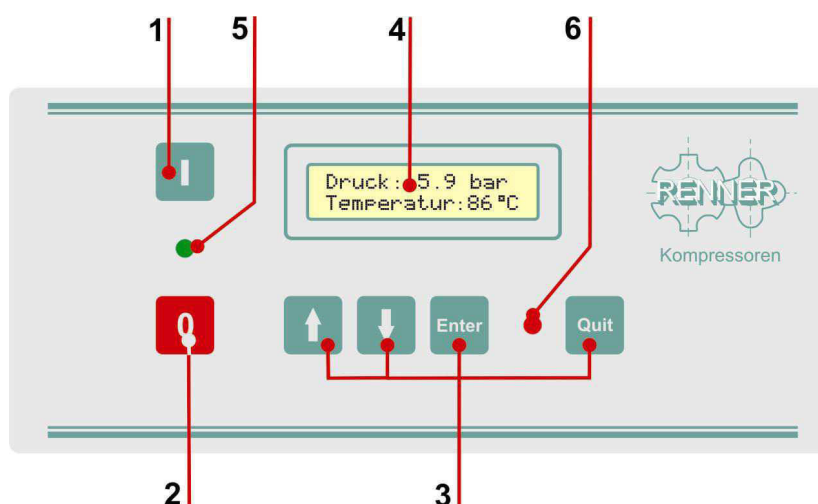 1
5
4
6
I
Druck: 5.9 bar
Temperatur:86°C
RENNER
Kompressoren
0
Enter
Quit
2
3